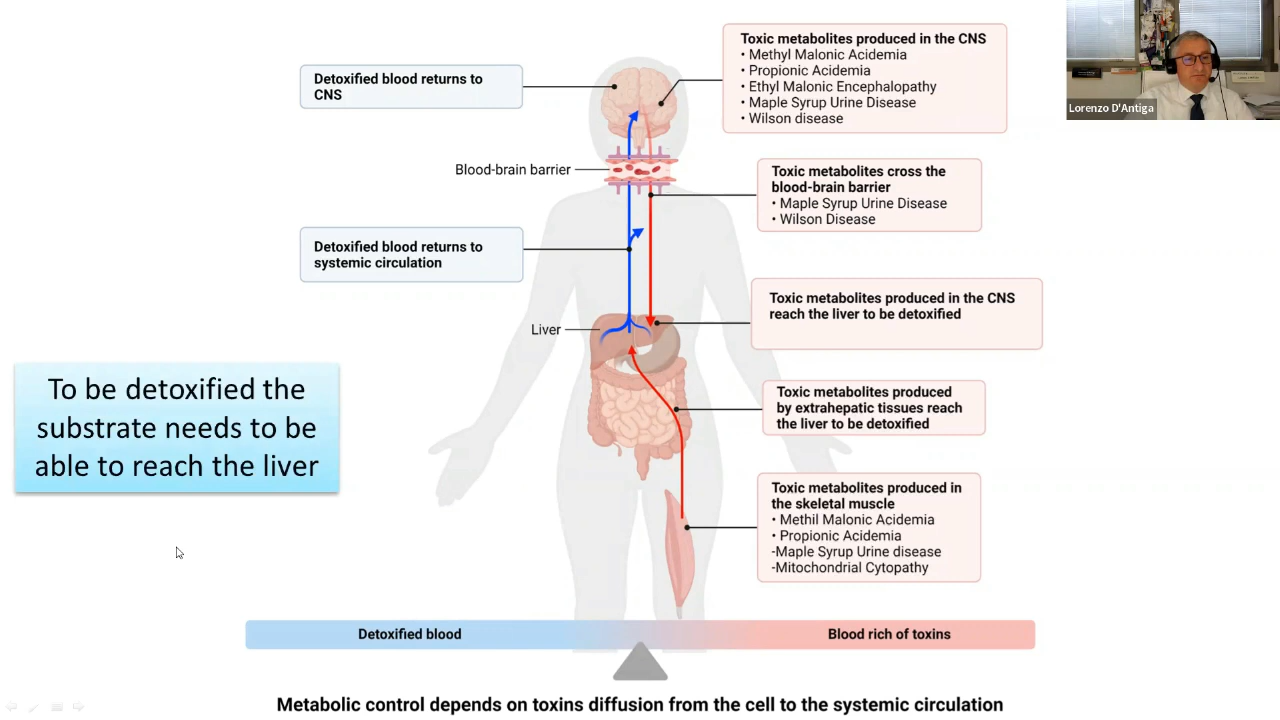 Toxic metabolites produced in the CNS
• Methyl Malonic Acidemia
• Propionic Acidemia
• Ethyl Malonic Encephalopathy
• Maple Syrup Urine Disease
• Wilson disease
Lorenzo D'Antiga
Detoxified blood returns to
CNS
Blood-brain barrier
Toxic metabolites cross the
blood-brain barrier
• Maple Syrup Urine Disease
• Wilson Disease
Detoxified blood returns to
systemic circulation
Toxic metabolites produced in the CNS
reach the liver to be detoxified
Liver
To be detoxified the
substrate needs to be
able to reach the liver
Toxic metabolites produced
by extrahepatic tissues reach
the liver to be detoxified
Toxic metabolites produced in
the skeletal muscle
• Methil Malonic Acidemia
• Propionic Acidemia
-Maple Syrup Urine disease
-Mitochondrial Cytopathy
Detoxified blood
Blood rich of toxins
Metabolic control depends on toxins diffusion from the cell to the systemic circulation